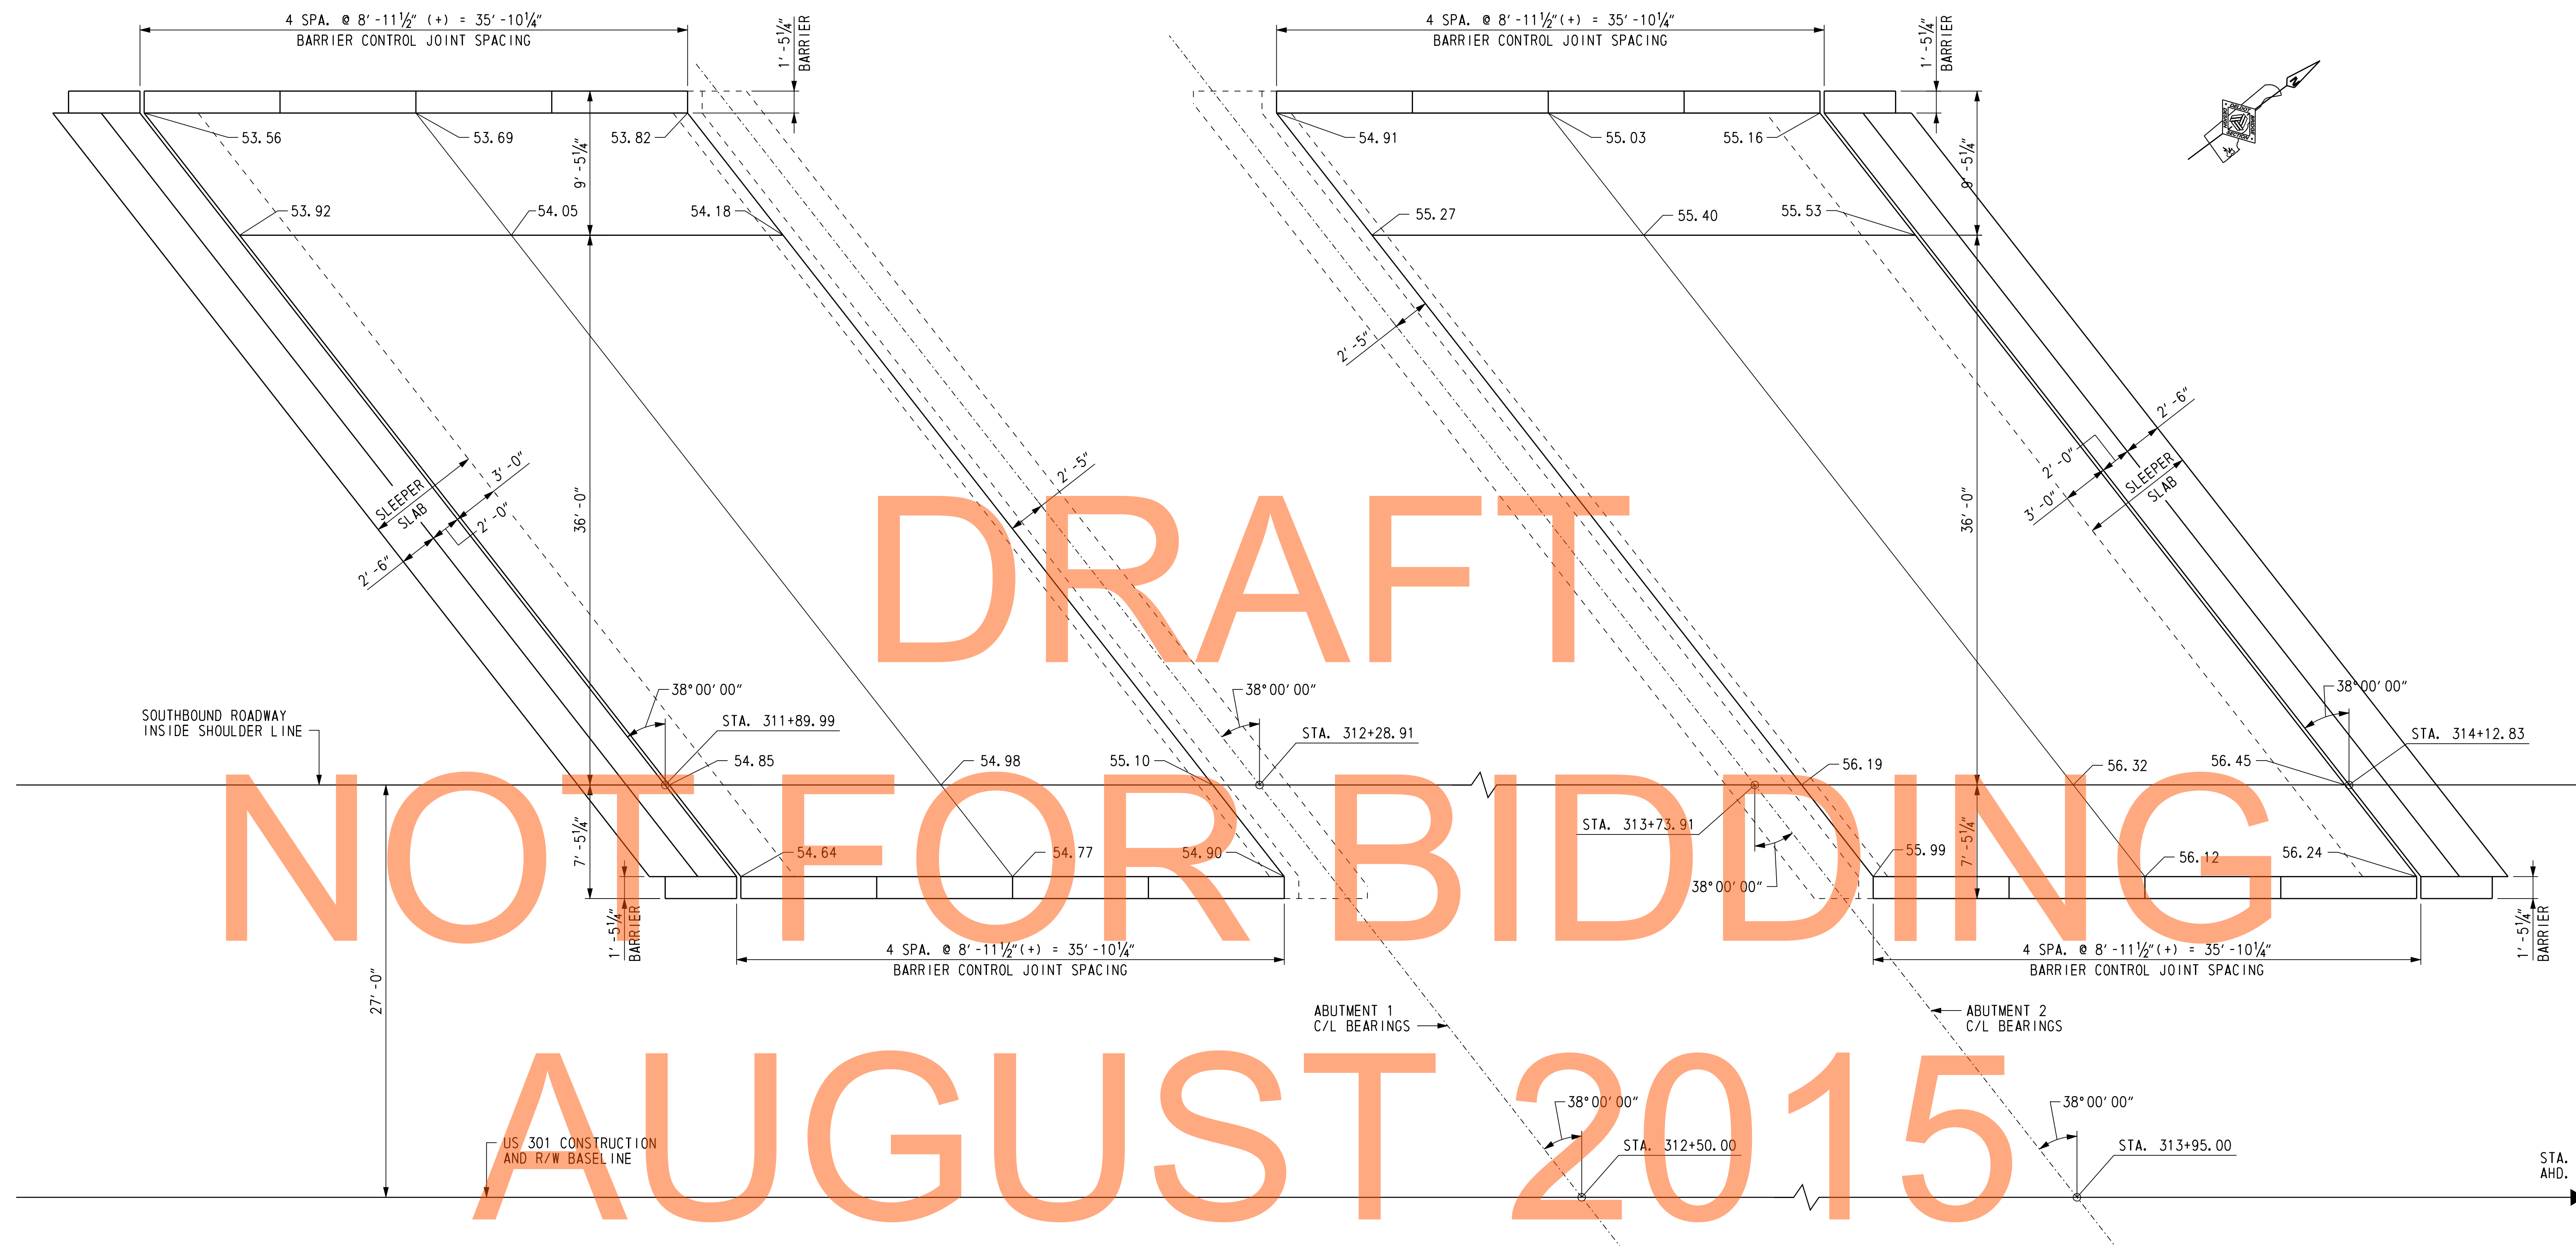 4 SPA. @ 8'-11½" (+) = 35'-10¼"
BARRIER CONTROL JOINT SPACING
1'-5¼"
BARRIER
4 SPA. @ 8'-11½"(+) = 35'-10¼"
BARRIER CONTROL JOINT SPACING
1'-5¼"
BARRIER
N
53.56
53.69
53.82
9'-5¼"
54.91
55.03
55.16
9'-5¼"
53.92
54.05
54.18
55.27
55.40
55.53
2'-5"
SLEEPER
SLAB
3'-0"
2'-0"
2'-6"
36'-0"
2'-5"
36'-0"
2'-6"
2'-0"
SLEEPER
SLAB
3'-0"
DRAFT
38°00'00"
38°00'00"
38°00'00"
SOUTHBOUND ROADWAY
INSIDE SHOULDER LINE
STA. 311+89.99
STA. 312+28.91
STA. 314+12.83
54.85
54.98
55.10
56.19
56.32
56.45
NOT FOR BIDDING
STA. 313+73.91
38°00'00"
7'-5¼"
7'-5¼"
54.64
54.77
54.90
55.99
56.12
56.24
1'-5¼"
BARRIER
4 SPA. @ 8'-11½"(+) = 35'-10¼"
BARRIER CONTROL JOINT SPACING
4 SPA. @ 8'-11½"(+) = 35'-10¼"
BARRIER CONTROL JOINT SPACING
1'-5¼"
BARRIER
27'-0"
ABUTMENT 1
C/L BEARINGS
ABUTMENT 2
C/L BEARINGS
AUGUST 2015
38°00'00"
38°00'00"
US 301 CONSTRUCTION
AND R/W BASELINE
STA. 312+50.00
STA. 313+95.00
STA.
AHD.